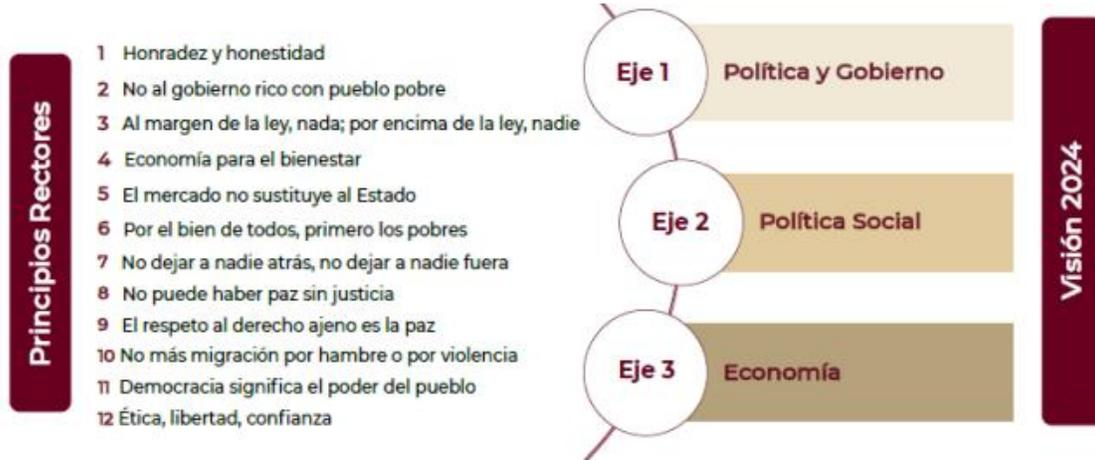 Principios Rectores
1 Honradez y honestidad
2 No al gobierno rico con pueblo pobre
3 Al margen de la ley, nada; por encima de la ley, nadie
4 Economía para el bienestar
5 El mercado no sustituye al Estado
6 Por el bien de todos, primero los pobres
7 No dejar a nadie atrás, no dejar a nadie fuera
8 No puede haber paz sin justicia
9 El respeto al derecho ajeno es la paz
10 No más migración por hambre o por violencia
11 Democracia significa el poder del pueblo
12 Ética, libertad, confianza
Eje 1 Política y Gobierno
Eje 2 Política Social
Eje 3 Economía
Visión 2024